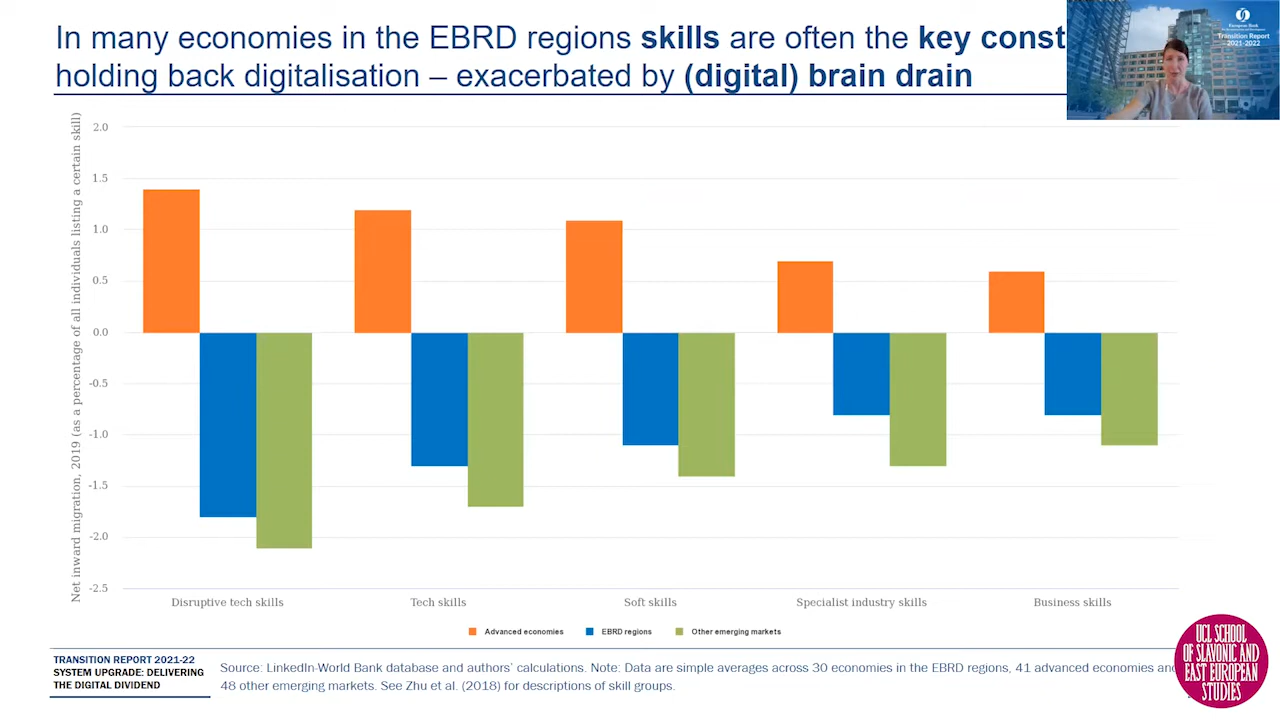 In many economies in the EBRD regions skills are often the key const
holding back digitalisation – exacerbated by (digital) brain drain
European Bank
Transition Report
2021-2022
Net inward migration, 2019 (as a percentage of all individuals listing a certain skill)
2.0
1.5
1.0
0.5
0.0
-0.5
-1.0
-1.5
-2.0
-2.5
Disruptive tech skills
Tech skills
Soft skills
Specialist industry skills
Business skills
Advanced economies
EBRD regions
Other emerging markets
TRANSITION REPORT 2021-22
SYSTEM UPGRADE: DELIVERING
THE DIGITAL DIVIDEND
Source: LinkedIn-World Bank database and authors' calculations. Note: Data are simple averages across 30 economies in the EBRD regions, 41 advanced economies and
48 other emerging markets. See Zhu et al. (2018) for descriptions of skill groups.
UCL SCHOOL
OF SLAVONIC AND
EAST EUROPEAN
STUDIES